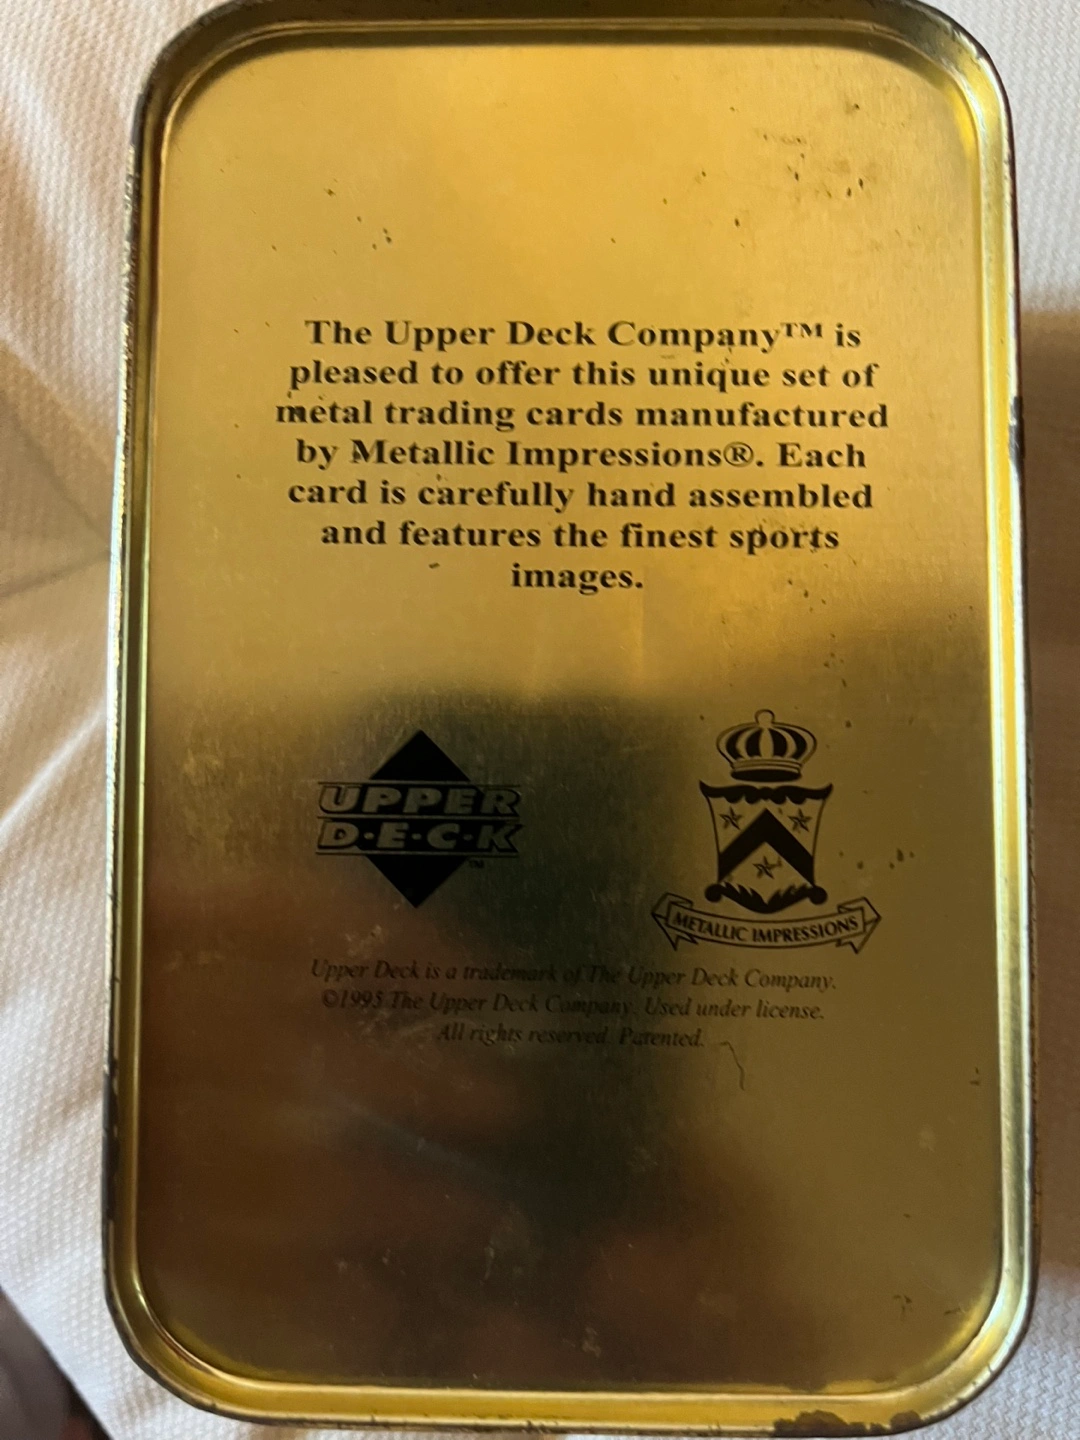 The Upper Deck Company™ is
pleased to offer this unique set of
metal trading cards manufactured
by Metallic Impressions®. Each
card is carefully hand assembled
and features the finest sports
images.
UPPER
D·E·C·K
™
METALLIC IMPRESSIONS
Upper Deck is a trademark of The Upper Deck Company.
©1995 The Upper Deck Company. Used under license.
All rights reserved. Patented.